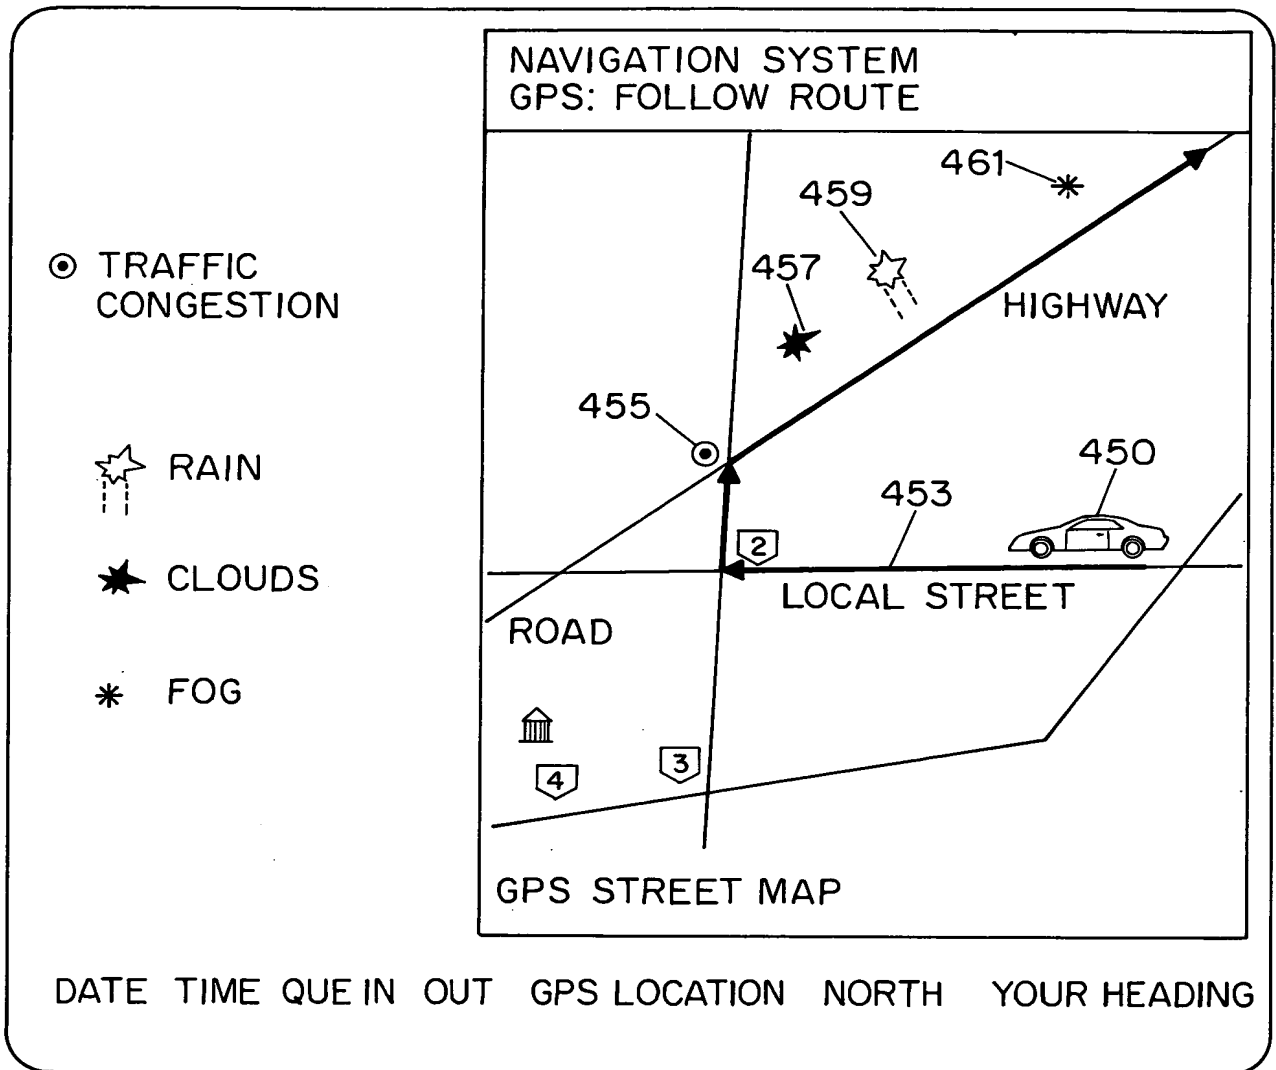 NAVIGATION SYSTEM
GPS: FOLLOW ROUTE
461
459
457
TRAFFIC
CONGESTION
HIGHWAY
455
450
453
RAIN
2
CLOUDS
LOCAL STREET
ROAD
FOG
3
4
GPS STREET MAP
DATE TIME QUE IN OUT GPS LOCATION NORTH YOUR HEADING